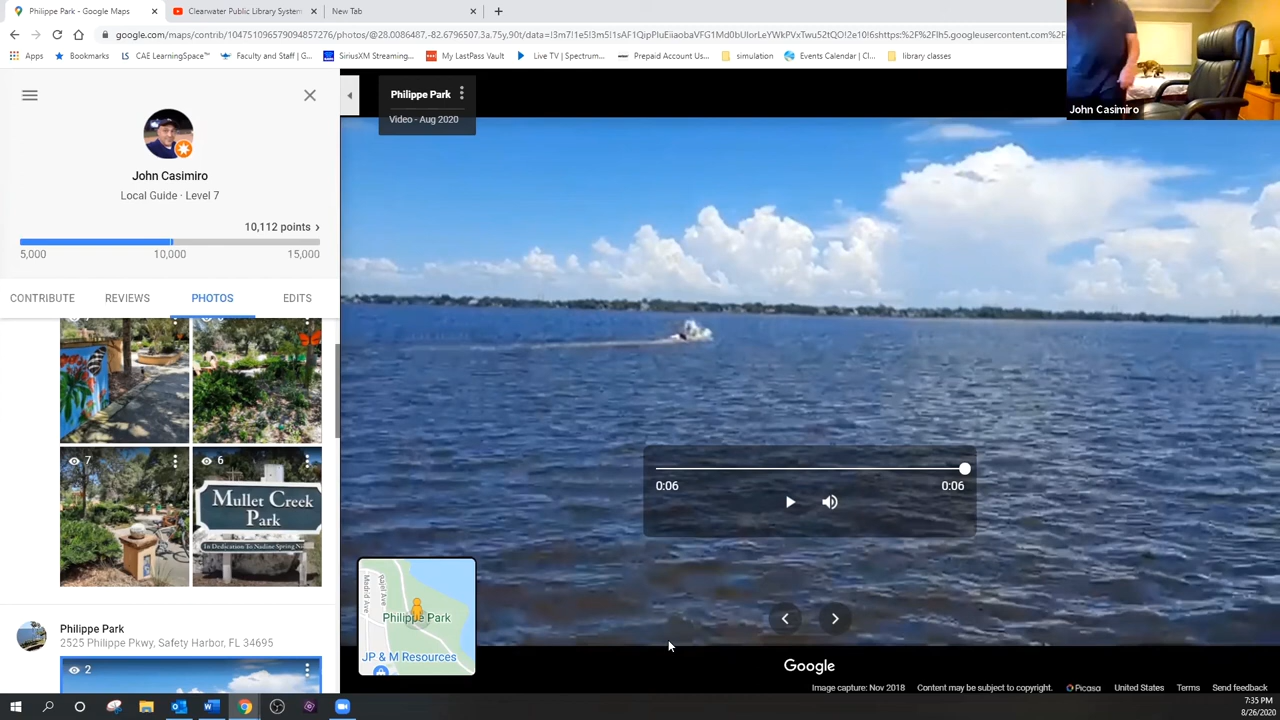 Philippe Park - Google Maps
Clearwater Public Library System
New Tab
google.com/maps/contrib/104751096579094857276/photos/@28.0086487,-82.6796507,3a,75y,90t/data=!3m7!1e5!3m5!1sAF1QipPIuEiiaobaVFG1Md0bUIorLeYWkPVxTwu52tQO!2e10!6shttps:%2F%2Flh5.googleusercontent.com%2F
Apps
Bookmarks
CAE LearningSpace™
Faculty and Staff | G...
SiriusXM Streaming...
My LastPass Vault
Live TV | Spectrum...
Prepaid Account Us...
simulation
Events Calendar | Cl...
library classes
John Casimiro
Philippe Park
Video - Aug 2020
John Casimiro
Local Guide · Level 7
10,112 points ›
5,000
10,000
15,000
CONTRIBUTE
REVIEWS
PHOTOS
EDITS
7
6
Mullet Creek
Park
Philippe Park
2525 Philippe Pkwy, Safety Harbor, FL 34695
2
0:06
0:06
Madrid Ave
Philippe Park
JP & M Resources
Google
Image capture: Nov 2018
Content may be subject to copyright.
Picasa
United States
Terms
Send feedback
7:35 PM
8/26/2020